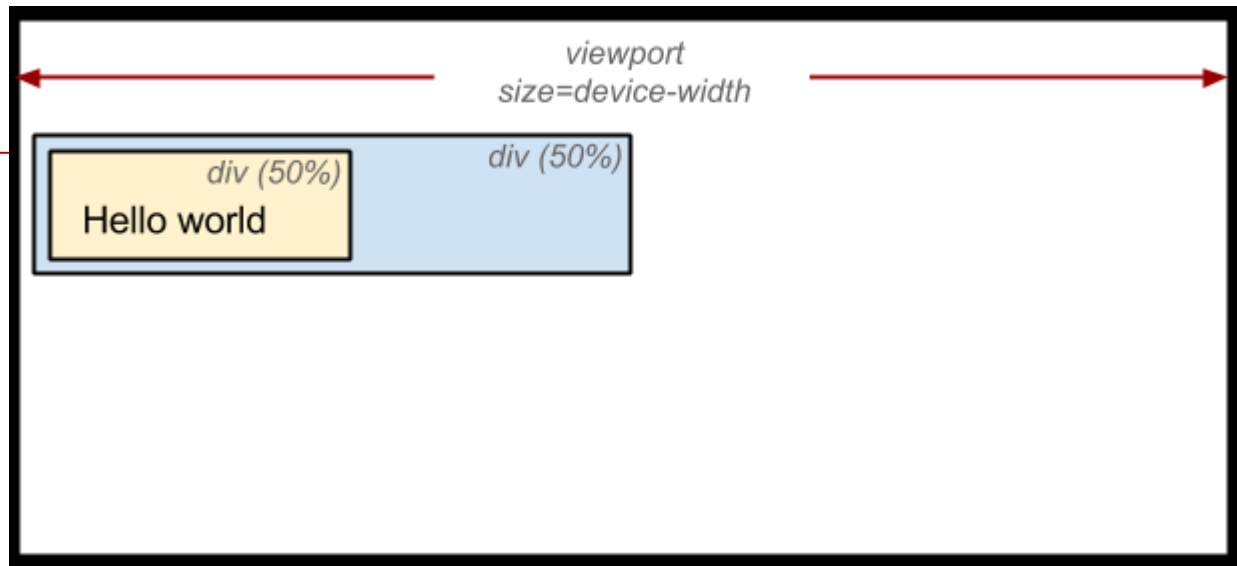 viewport
size=device-width
div (50%)
div (50%)
Hello world